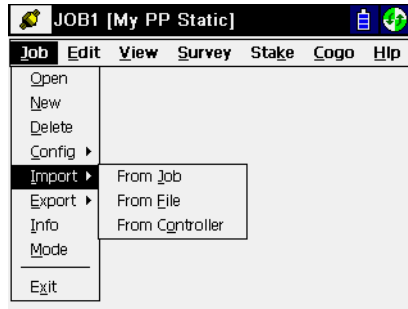 JOB1 [My PP Static]
Job Edit View Survey Stake Cogo Hlp
Open
New
Delete
Config
Import
Export
Info
Mode
Exit
From Job
From File
From Controller